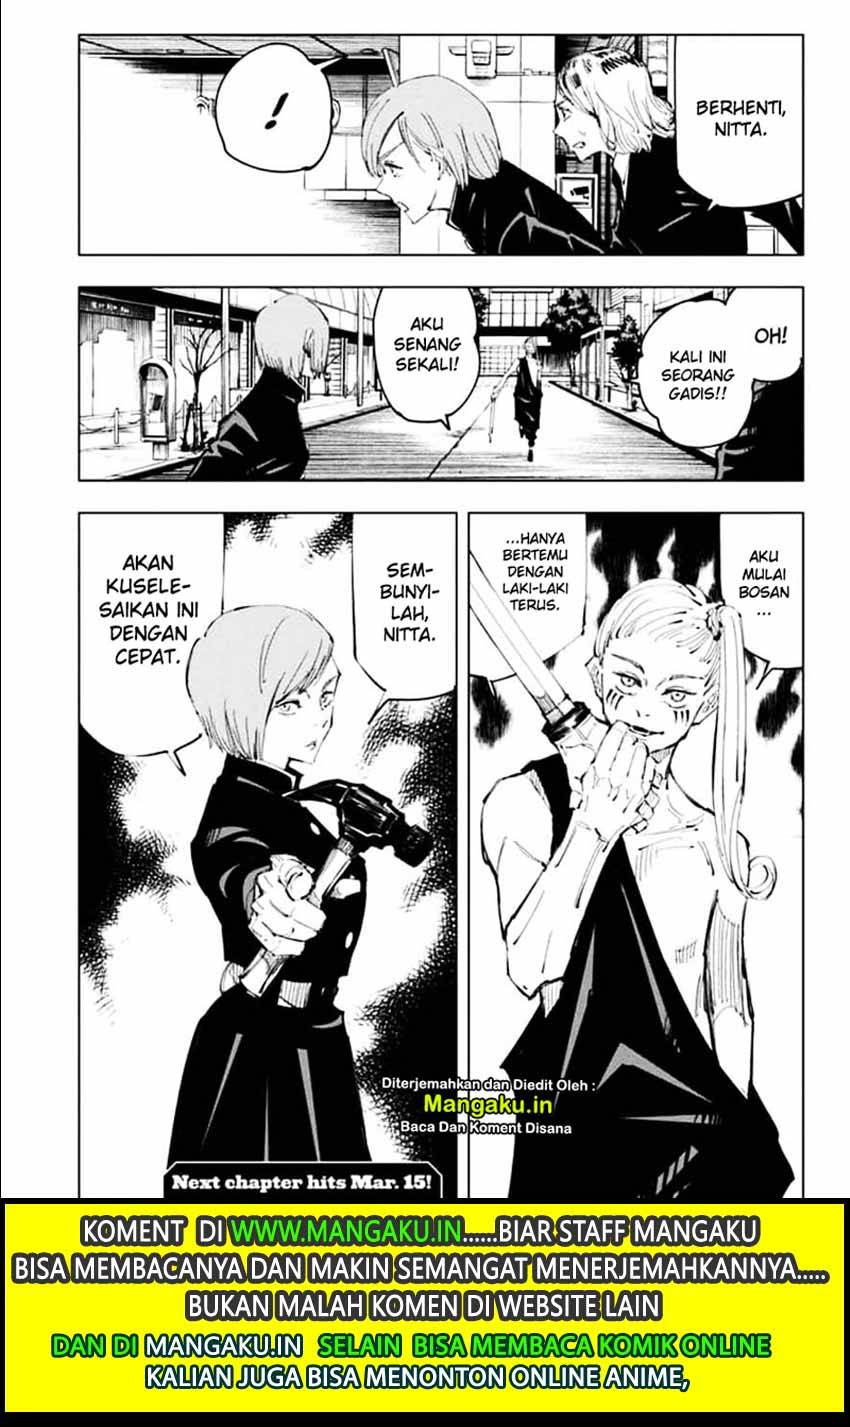 BERHENTI,
NITTA.
!
OH!
KALI INI
SEORANG
GADIS!!
AKU
SENANG
SEKALI!
AKU
MULAI
BOSAN
...
...HANYA
BERTEMU
DENGAN
LAKI-LAKI
TERUS.
SEM-
BUNYI-
LAH,
NITTA.
AKAN
KUSELE-
SAIKAN INI
DENGAN
CEPAT.
Diterjemahkan dan Diedit Oleh :
Mangaku.in
Baca Dan Koment Disana
Next chapter hits Mar. 15!
KOMENT DI WWW.MANGAKU.IN......BIAR STAFF MANGAKU
BISA MEMBACANYA DAN MAKIN SEMANGAT MENERJEMAHKANNYA.....
BUKAN MALAH KOMEN DI WEBSITE LAIN
DAN DI MANGAKU.IN SELAIN BISA MEMBACA KOMIK ONLINE
KALIAN JUGA BISA MENONTON ONLINE ANIME,